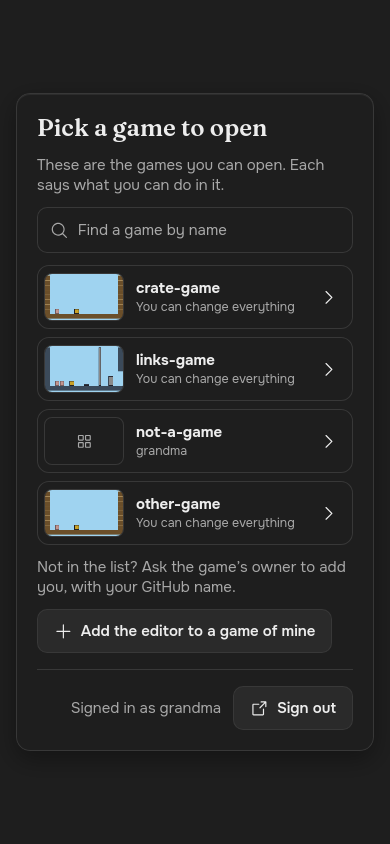 Pick a game to open
These are the games you can open. Each
says what you can do in it.
Find a game by name
crate-game
You can change everything
links-game
You can change everything
not-a-game
grandma
other-game
You can change everything
Not in the list? Ask the game's owner to add
you, with your GitHub name.
Add the editor to a game of mine
Signed in as grandma
Sign out